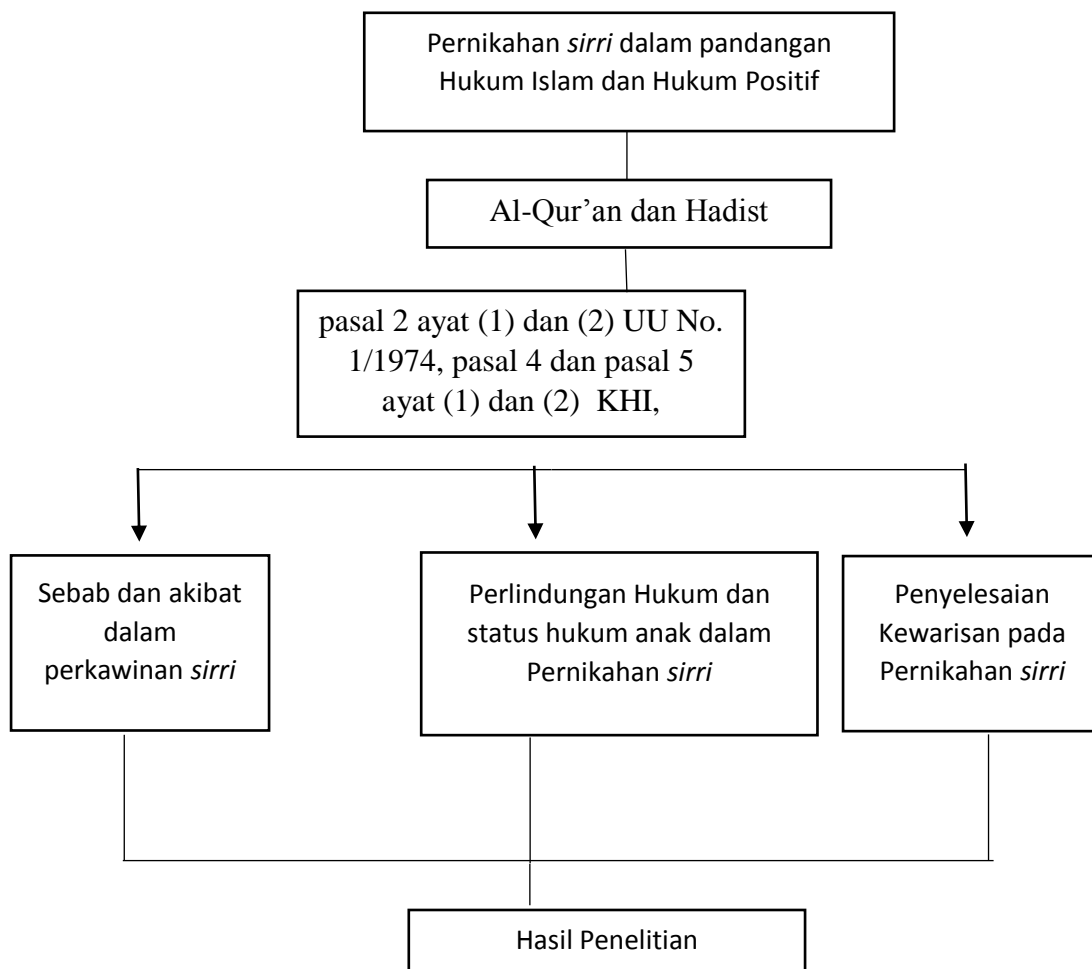 Pernikahan sirri dalam pandangan
Hukum Islam dan Hukum Positif
Al-Qur’an dan Hadist
pasal 2 ayat (1) dan (2) UU No.
1/1974, pasal 4 dan pasal 5
ayat (1) dan (2) KHI,
Sebab dan akibat
dalam
perkawinan sirri
Perlindungan Hukum dan
status hukum anak dalam
Pernikahan sirri
Penyelesaian
Kewarisan pada
Pernikahan sirri
Hasil Penelitian